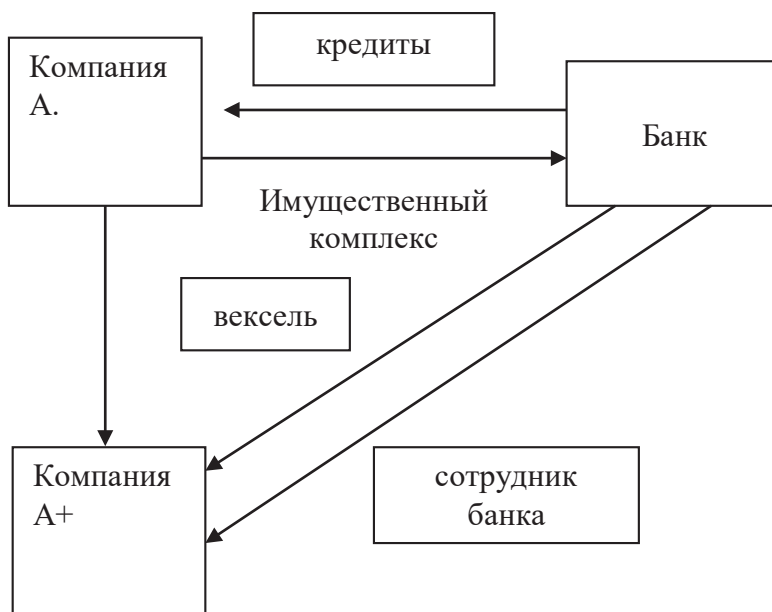 кредиты
Компания
А.
Банк
Имущественный
комплекс
вексель
Компания
А+
сотрудник
банка